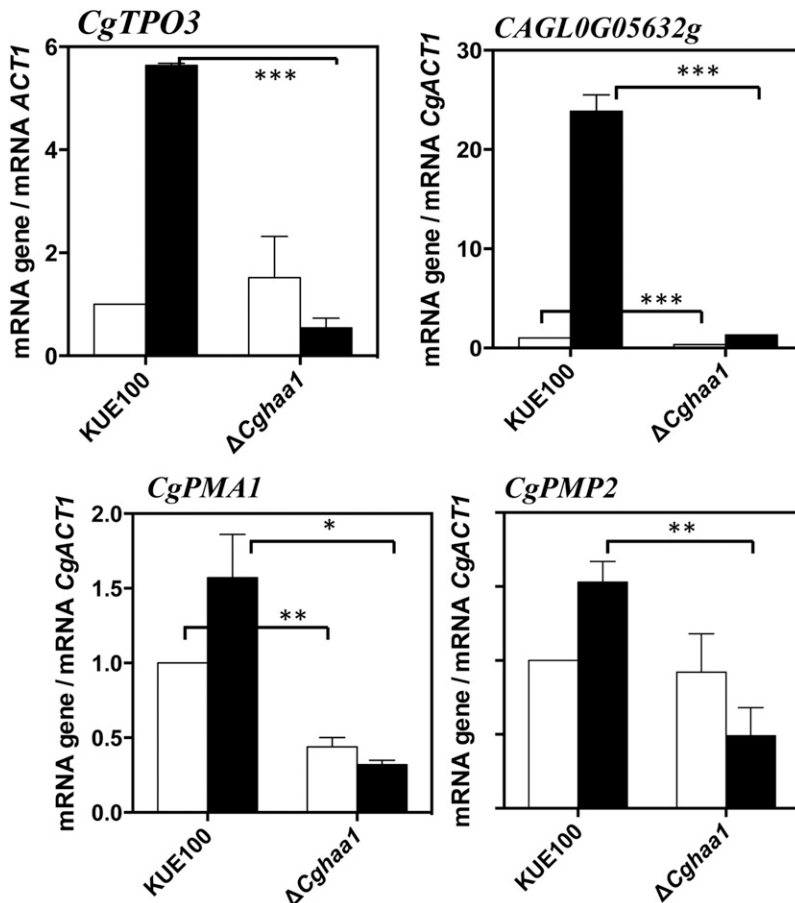 CgTPO3
mRNA gene / mRNA ACT1
6
4
2
0
***
KUE100
ΔCghaa1
CAGL0G05632g
mRNA gene / mRNA CgACT1
30
20
10
0
***
***
KUE100
ΔCghaa1
CgPMA1
mRNA gene / mRNA CgACT1
2.0
1.5
1.0
0.5
0.0
*
**
KUE100
ΔCghaa1
CgPMP2
mRNA gene / mRNA CgACT1
**
KUE100
ΔCghaa1